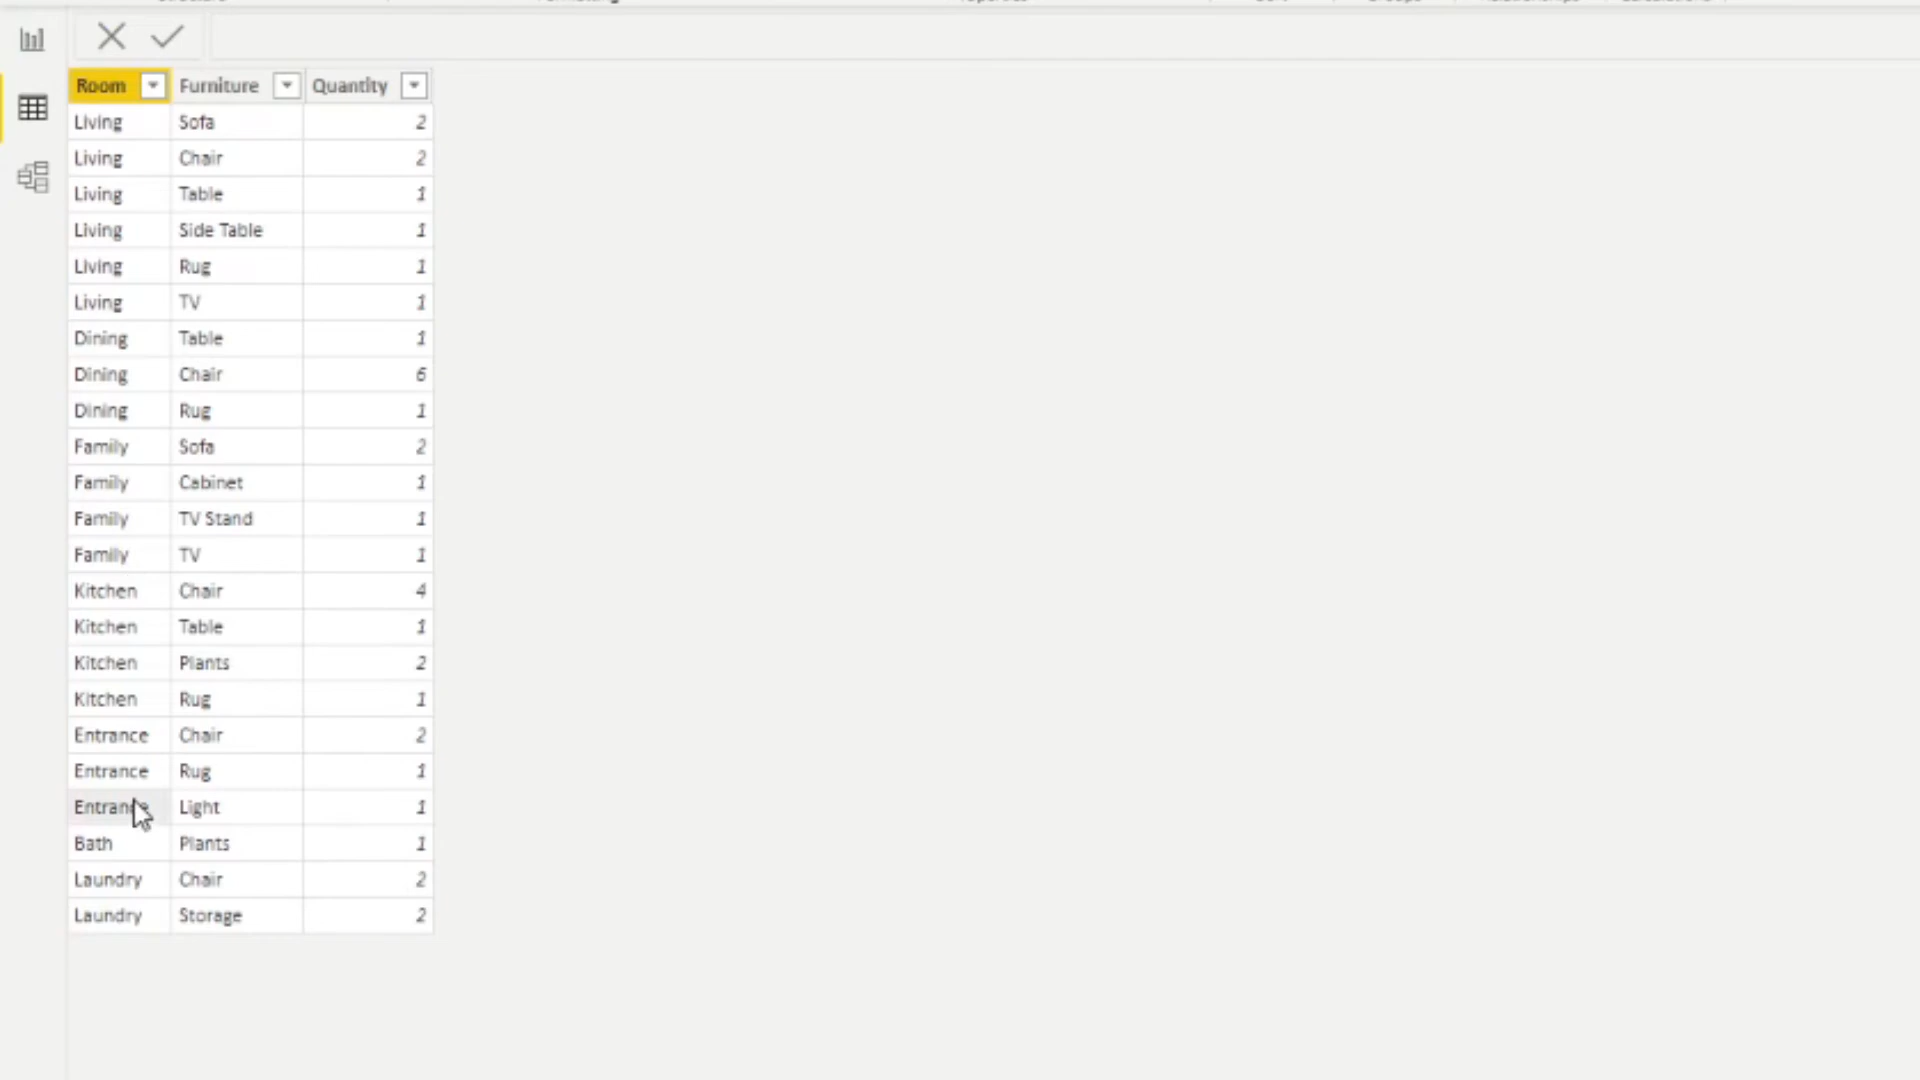 Room Furniture Quantity
Living Sofa 2
Living Chair 2
Living Table 1
Living Side Table 1
Living Rug 1
Living TV 1
Dining Table 1
Dining Chair 6
Dining Rug 1
Family Sofa 2
Family Cabinet 1
Family TV Stand 1
Family TV 1
Kitchen Chair 4
Kitchen Table 1
Kitchen Plants 2
Kitchen Rug 1
Entrance Chair 2
Entrance Rug 1
Entrance Light 1
Bath Plants 1
Laundry Chair 2
Laundry Storage 2